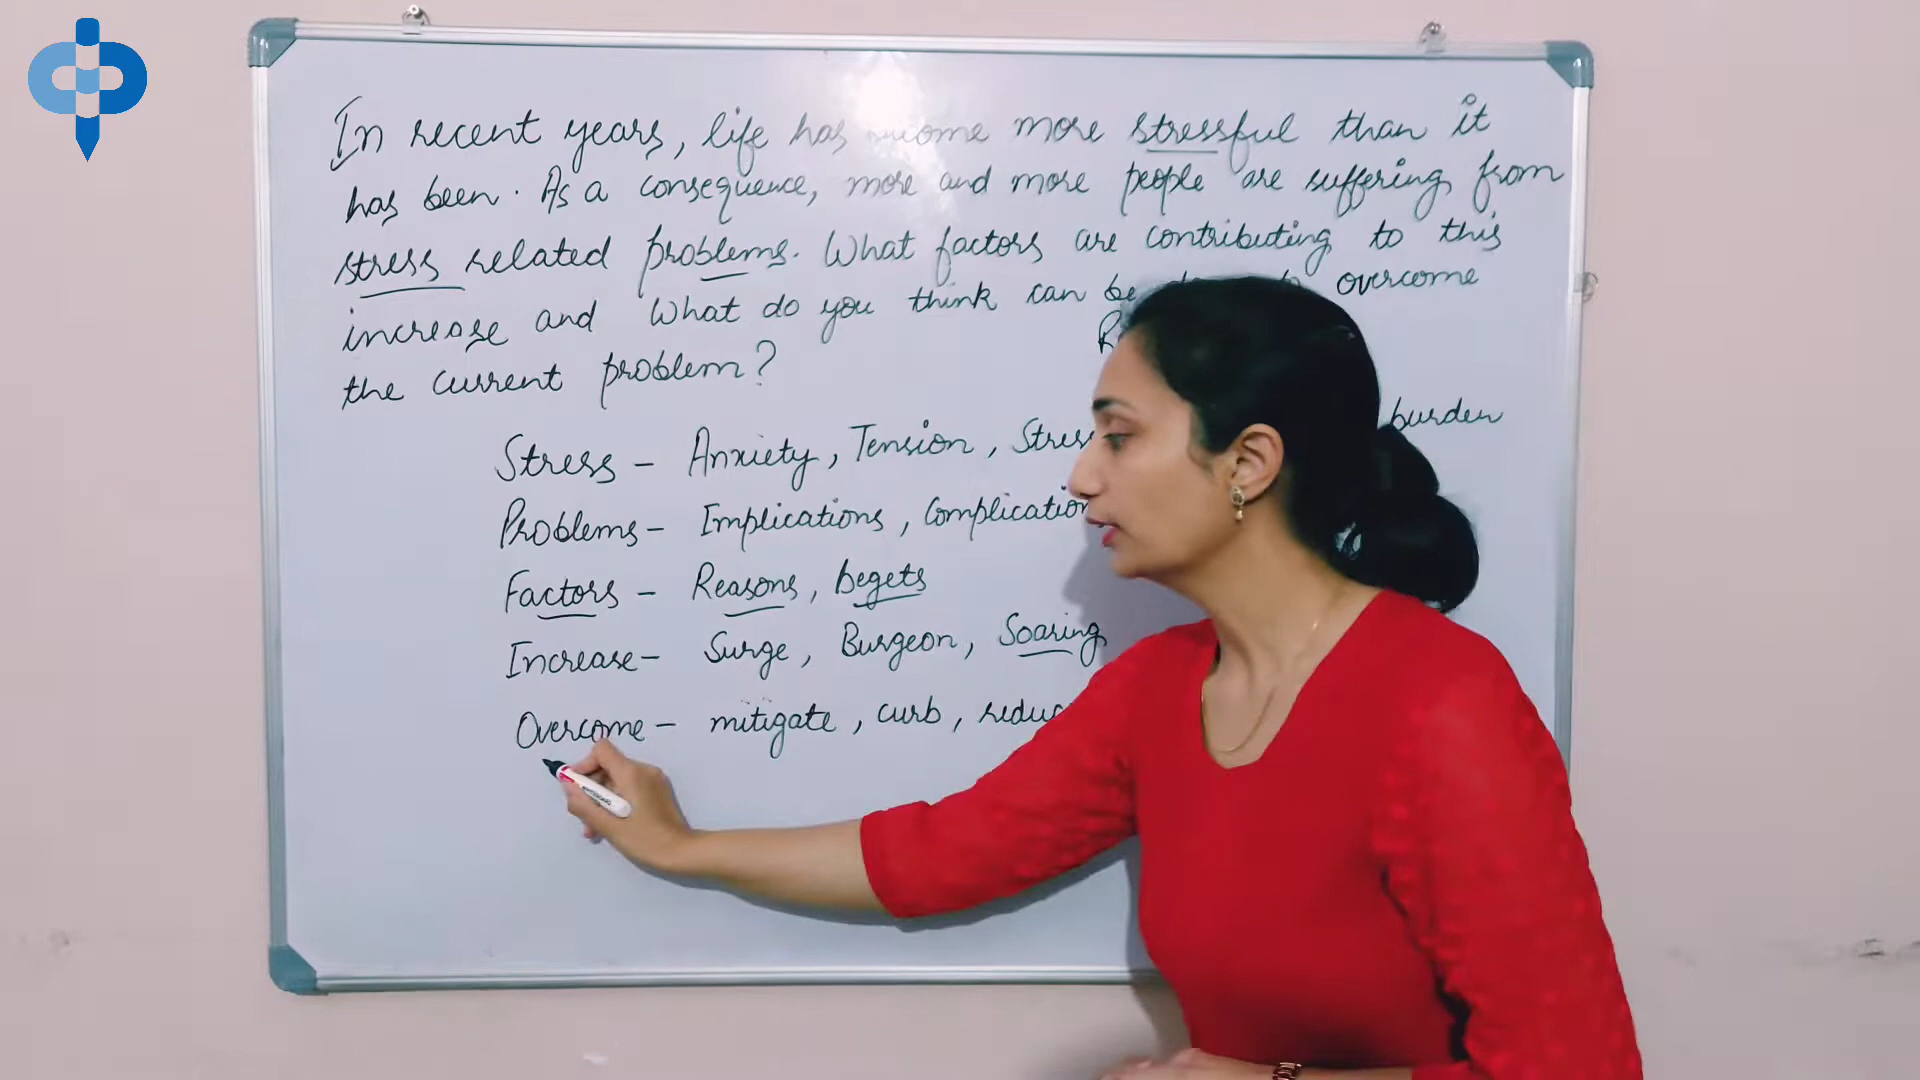 In recent years, life has more stressful than it
has been. As a consequence, more and more people are suffering from
stress related problems. What factors are contributing to this
increase and What do you think can be overcome
the current problem?
Stress - Anxiety, Tension, burden
Problems - Implications, Complication
Factors - Reasons, begets
Increase - Surge, Burgeon, Soaring
Overcome - mitigate, curb,